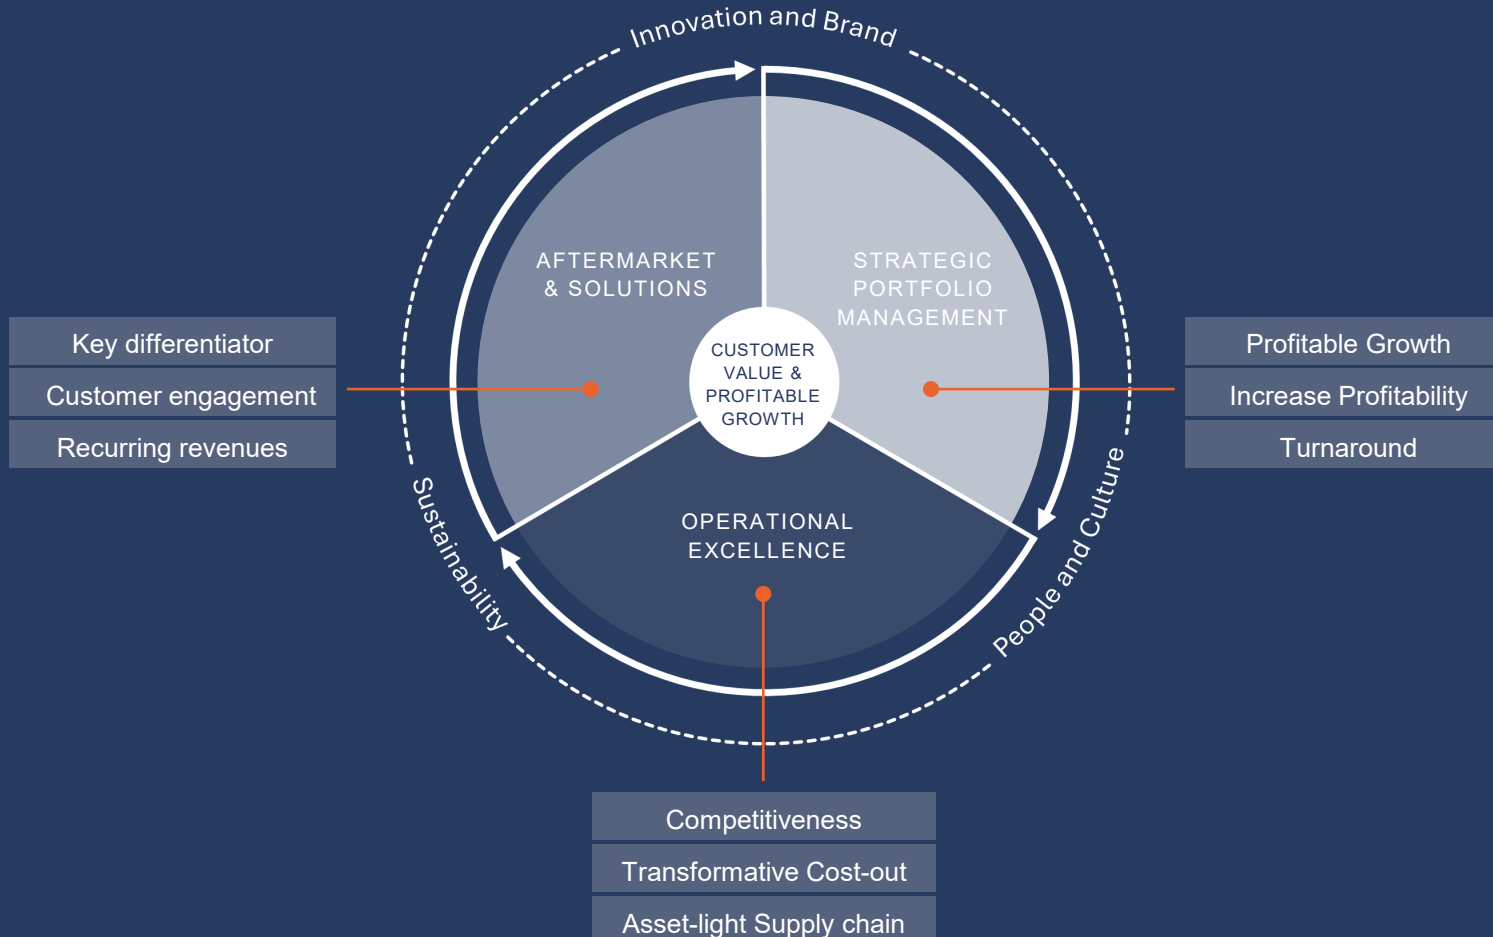 Innovation and Brand
AFTERMARKET
& SOLUTIONS
STRATEGIC
PORTFOLIO
MANAGEMENT
CUSTOMER
VALUE &
PROFITABLE
GROWTH
Key differentiator
Customer engagement
Recurring revenues
Profitable Growth
Increase Profitability
Turnaround
Sustainability
People and Culture
OPERATIONAL
EXCELLENCE
Competitiveness
Transformative Cost-out
Asset-light Supply chain